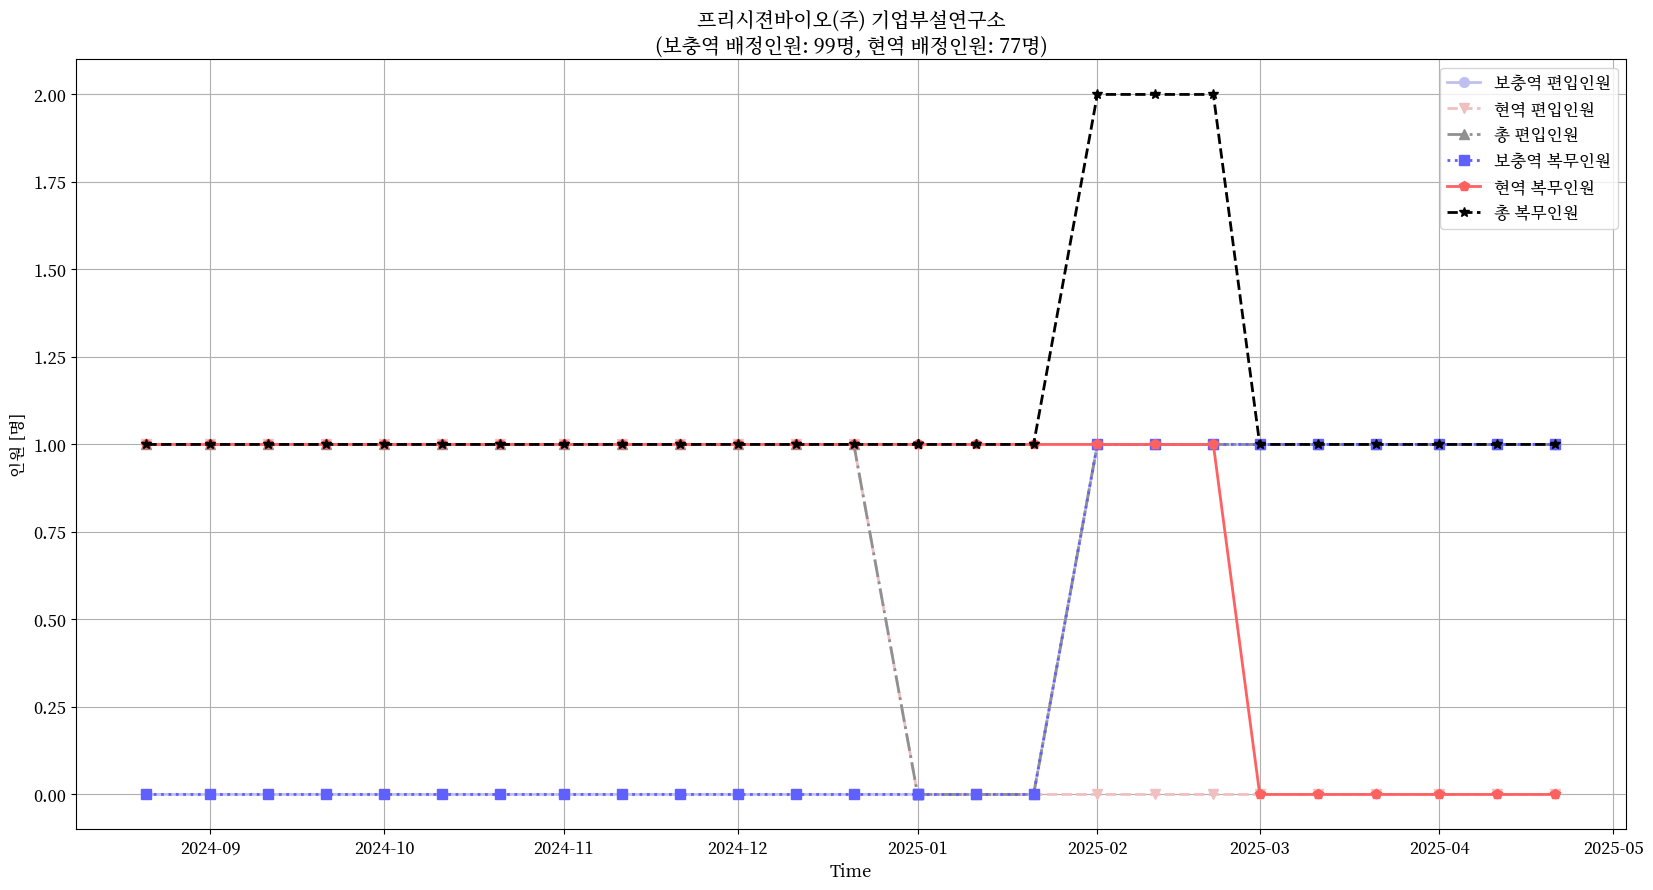 프리시젼바이오(주) 기업부설연구소
(보충역 배정인원: 99명, 현역 배정인원: 77명)
보충역 편입인원
현역 편입인원
총 편입인원
보충역 복무인원
현역 복무인원
총 복무인원
인원 [명]
2.00
1.75
1.50
1.25
1.00
0.75
0.50
0.25
0.00
2024-09
2024-10
2024-11
2024-12
2025-01
2025-02
2025-03
2025-04
2025-05
Time